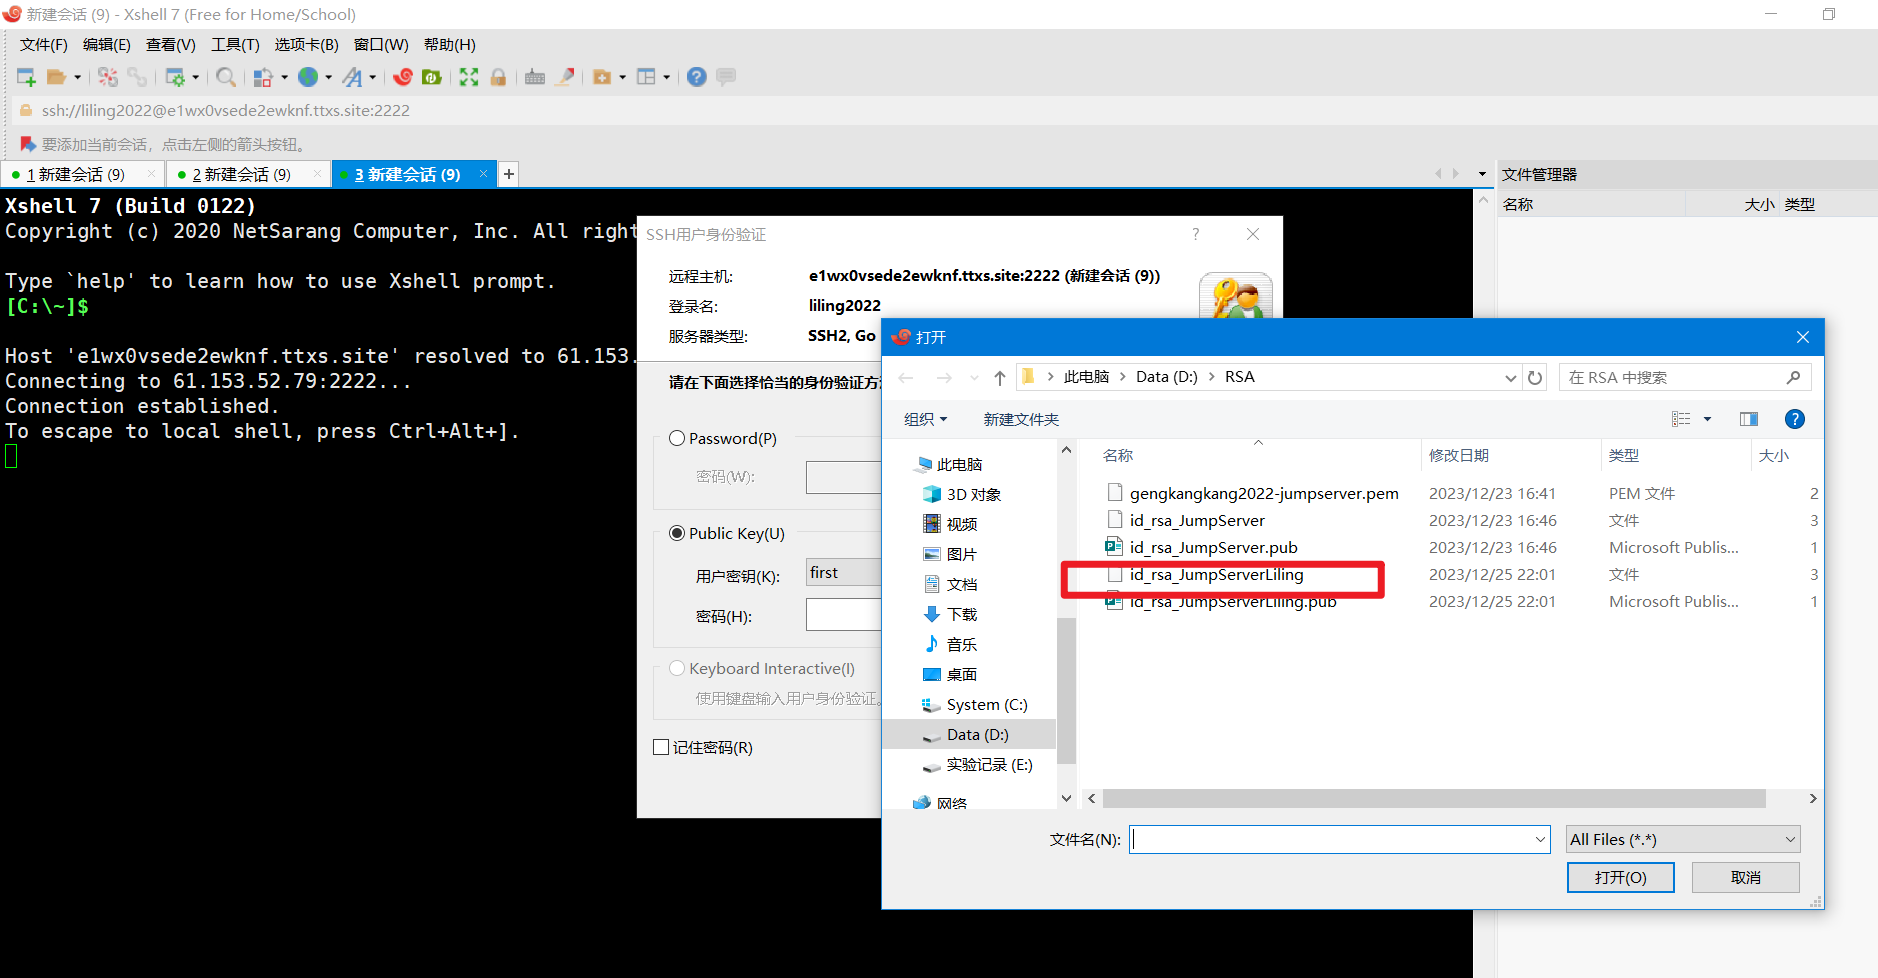 新建会话 (9) - Xshell 7 (Free for Home/School)
文件(F) 编辑(E) 查看(V) 工具(T) 选项卡(B) 窗口(W) 帮助(H)
ssh://liling2022@e1wx0vsede2ewknf.ttxs.site:2222
要添加当前会话，点击左侧的箭头按钮。
1 新建会话 (9) 2 新建会话 (9) 3 新建会话 (9) +
文件管理器
名称 大小 类型
Xshell 7 (Build 0122)
Copyright (c) 2020 NetSarang Computer, Inc. All right
Type `help' to learn how to use Xshell prompt.
[C:\~]$
Host 'e1wx0vsede2ewknf.ttxs.site' resolved to 61.153.
Connecting to 61.153.52.79:2222...
Connection established.
To escape to local shell, press Ctrl+Alt+].
SSH用户身份验证 ?
远程主机: e1wx0vsede2ewknf.ttxs.site:2222 (新建会话 (9))
登录名: liling2022
服务器类型: SSH2, Go
请在下面选择恰当的身份验证方
Password(P)
密码(W):
Public Key(U)
用户密钥(K): first
密码(H):
Keyboard Interactive(I)
使用键盘输入用户身份验证。
记住密码(R)
打开
此电脑 Data (D:) RSA
在 RSA 中搜索
组织 新建文件夹
此电脑
3D 对象
视频
图片
文档
下载
音乐
桌面
System (C:)
Data (D:)
实验记录 (E:)
网络
名称 修改日期 类型 大小
gengkangkang2022-jumpserver.pem 2023/12/23 16:41 PEM 文件 2
id_rsa_JumpServer 2023/12/23 16:46 文件 3
id_rsa_JumpServer.pub 2023/12/23 16:46 Microsoft Publis... 1
id_rsa_JumpServerLiling 2023/12/25 22:01 文件 3
id_rsa_JumpServerLiling.pub 2023/12/25 22:01 Microsoft Publis... 1
文件名(N): All Files (*.*)
打开(O) 取消